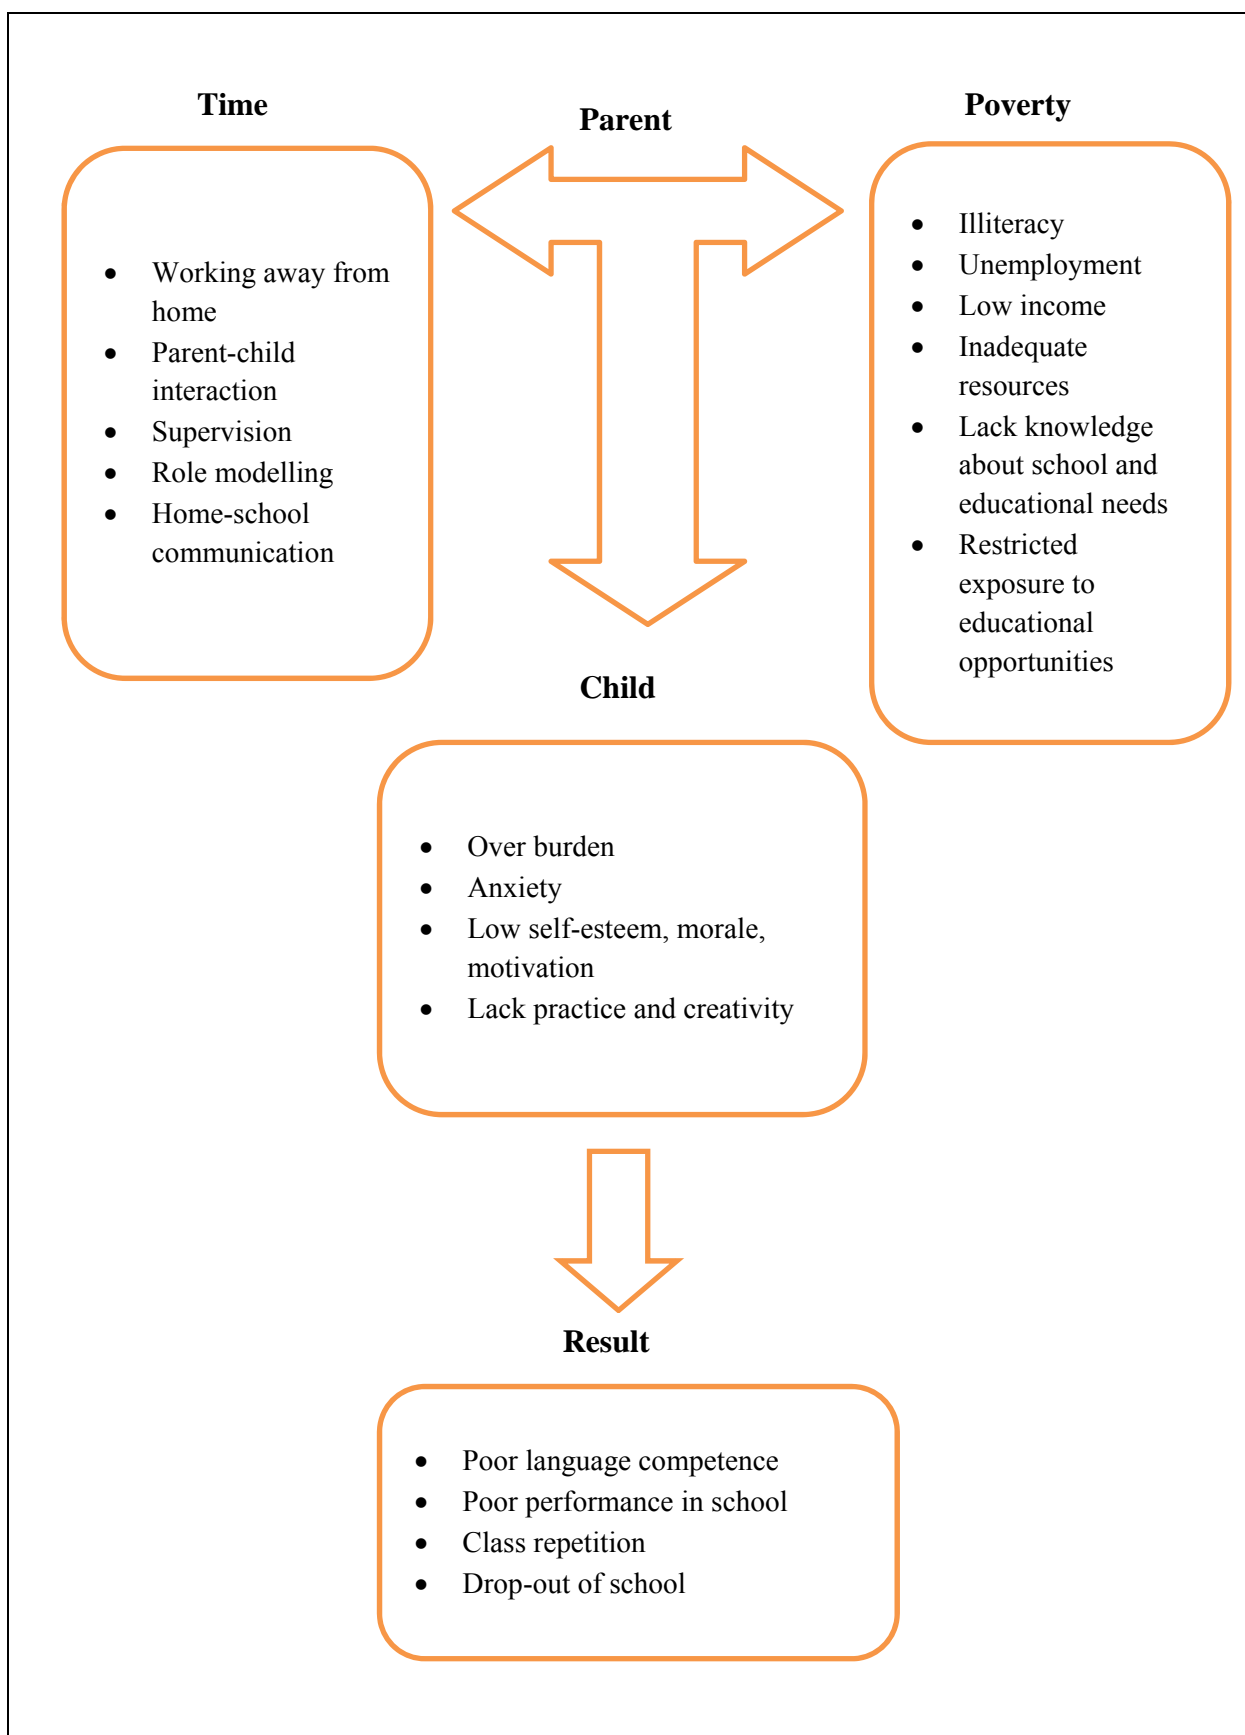 Time
Parent
Poverty
• Working away from
home
• Parent-child
interaction
• Supervision
• Role modelling
• Home-school
communication
• Illiteracy
• Unemployment
• Low income
• Inadequate
resources
• Lack knowledge
about school and
educational needs
• Restricted
exposure to
educational
opportunities
Child
• Over burden
• Anxiety
• Low self-esteem, morale,
motivation
• Lack practice and creativity
Result
• Poor language competence
• Poor performance in school
• Class repetition
• Drop-out of school